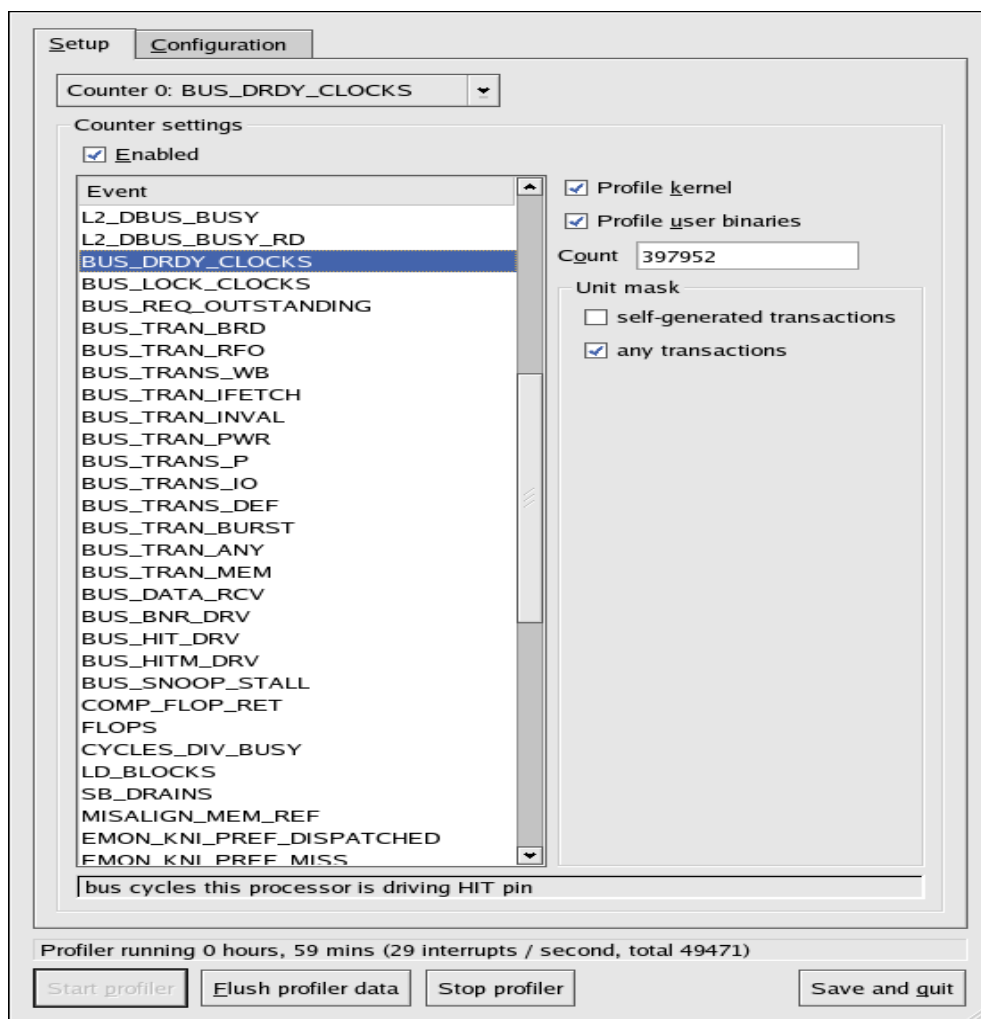 Setup Configuration
Counter 0: BUS_DRDY_CLOCKS
Counter settings
Enabled
Event
L2_DBUS_BUSY
L2_DBUS_BUSY_RD
BUS_DRDY_CLOCKS
BUS_LOCK_CLOCKS
BUS_REQ_OUTSTANDING
BUS_TRAN_BRD
BUS_TRAN_RFO
BUS_TRANS_WB
BUS_TRAN_IFETCH
BUS_TRAN_INVAL
BUS_TRAN_PWR
BUS_TRANS_P
BUS_TRANS_IO
BUS_TRANS_DEF
BUS_TRAN_BURST
BUS_TRAN_ANY
BUS_TRAN_MEM
BUS_DATA_RCV
BUS_BNR_DRV
BUS_HIT_DRV
BUS_HITM_DRV
BUS_SNOOP_STALL
COMP_FLOP_RET
FLOPS
CYCLES_DIV_BUSY
LD_BLOCKS
SB_DRAINS
MISALIGN_MEM_REF
EMON_KNI_PREF_DISPATCHED
EMON_KNI_PREF_MISS
Profile kernel
Profile user binaries
Count 397952
Unit mask
self-generated transactions
any transactions
bus cycles this processor is driving HIT pin
Profiler running 0 hours, 59 mins (29 interrupts / second, total 49471)
Start profiler Flush profiler data Stop profiler Save and quit